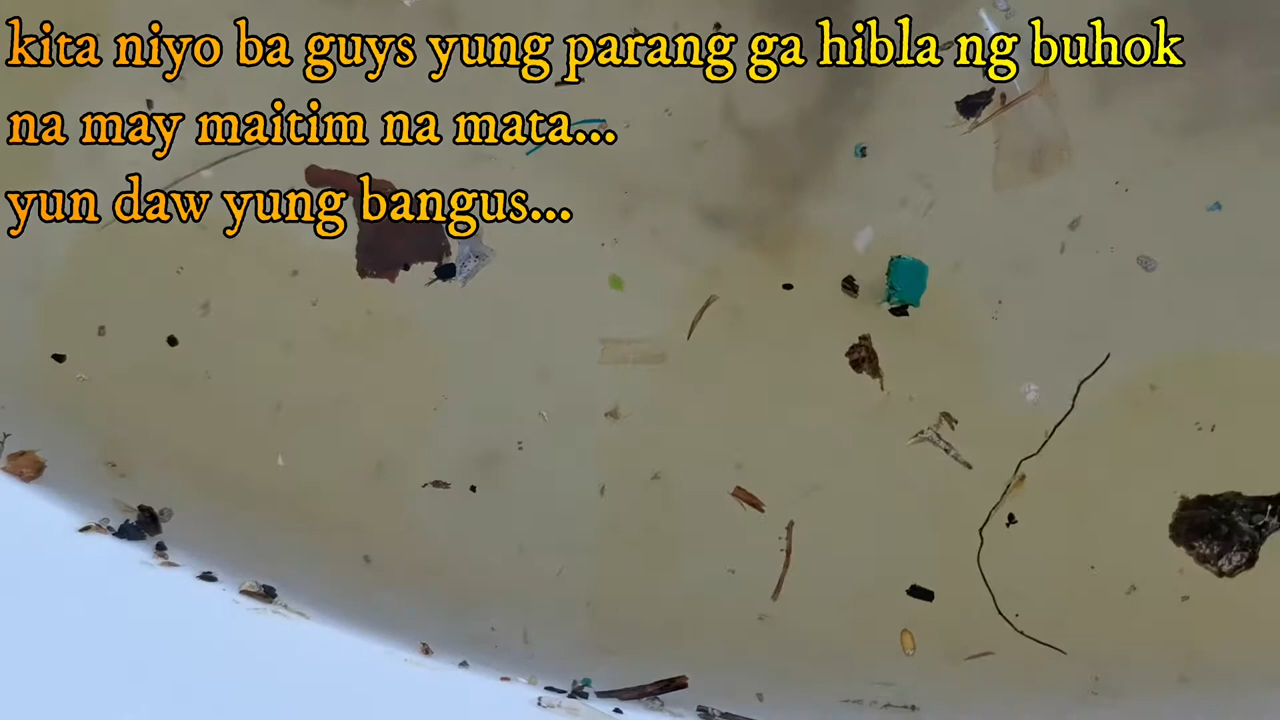 kita niyo ba guys yung parang ga hibla ng buhok
na may maitim na mata...
yun daw yung bangus...